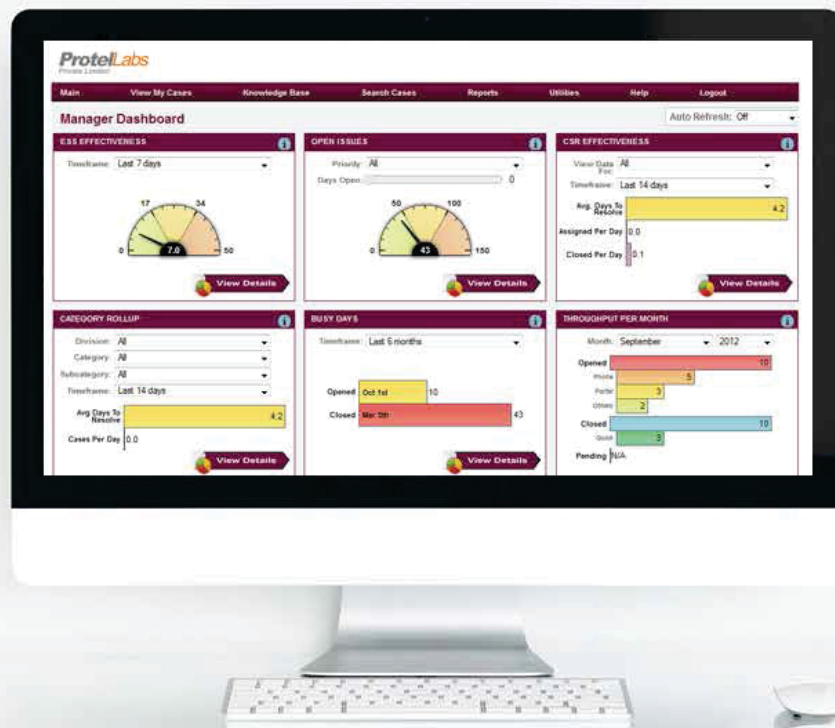 ProtelLabs
Private Limited
Main View My Cases Knowledge Base Search Cases Reports Utilities Help Logout
Manager Dashboard
Auto Refresh: Off
ESS EFFECTIVENESS
Timeframe: Last 7 days
17 34
0 7.0 50
View Details
OPEN ISSUES
Priority: All
Days Open: 0
50 100
0 43 150
View Details
CSR EFFECTIVENESS
View Data For: All
Timeframe: Last 14 days
Avg. Days To Resolve 4.2
Assigned Per Day 0.0
Closed Per Day 0.1
View Details
CATEGORY ROLLUP
Division: All
Category: All
Subcategory: All
Timeframe: Last 14 days
Avg Days To Resolve 4.2
Cases Per Day 0.0
View Details
BUSY DAYS
Timeframe: Last 6 months
Opened Oct 1st 10
Closed Mar 5th 43
View Details
THROUGHPUT PER MONTH
Month: September 2012
Opened 10
Phone 5
Portal 3
Others 2
Closed 10
3
Pending N/A